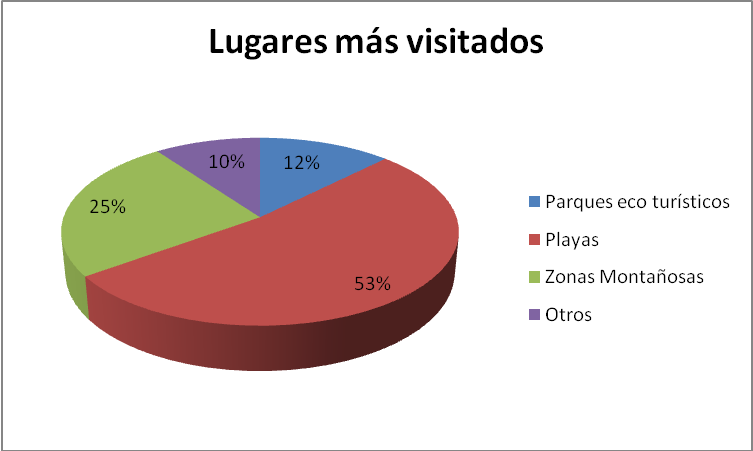 Lugares más visitados
10%
12%
25%
53%
Parques eco turísticos
Playas
Zonas Montañosas
Otros